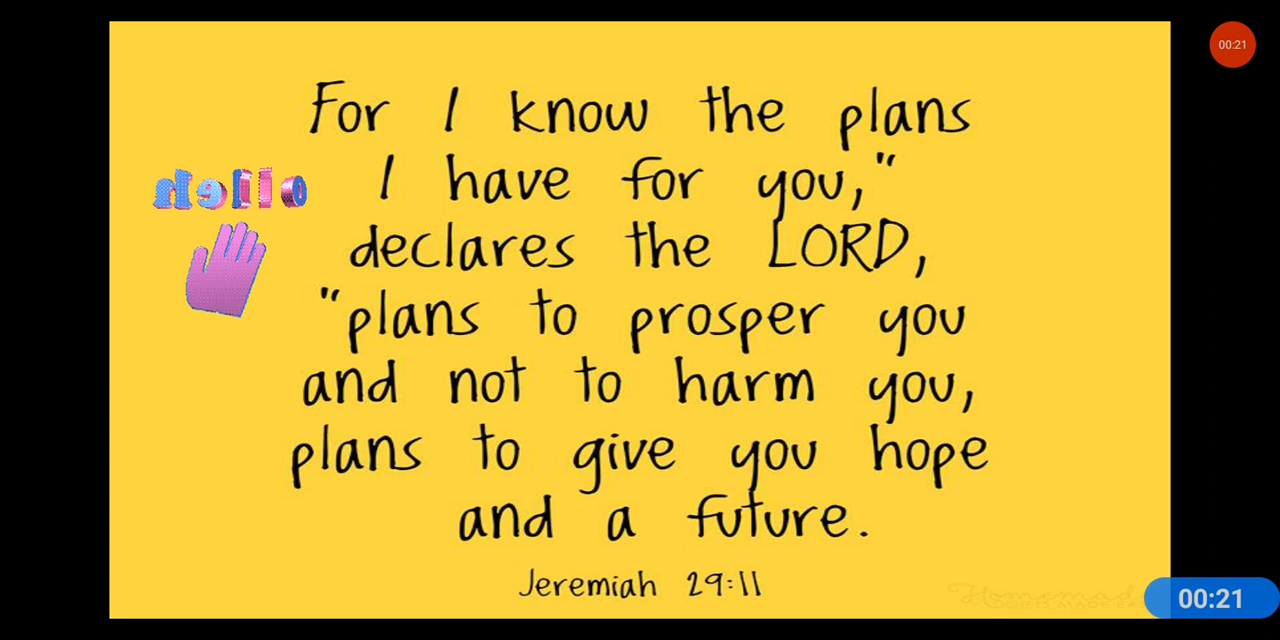 00:21
For I know the plans
I have for you,"
hello
declares the LORD,
"plans to prosper you
and not to harm you,
plans to give you hope
and a future.
Jeremiah 29:11
00:21